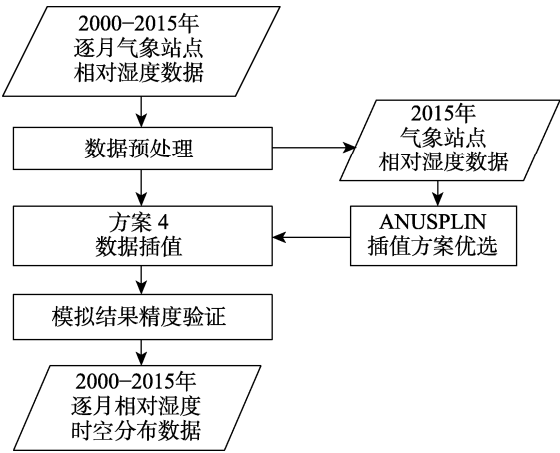 2000−2015年
逐月气象站点
相对湿度数据
数据预处理
2015年
气象站点
相对湿度数据
方案 4
数据插值
ANUSPLIN
插值方案优选
模拟结果精度验证
2000−2015年
逐月相对湿度
时空分布数据